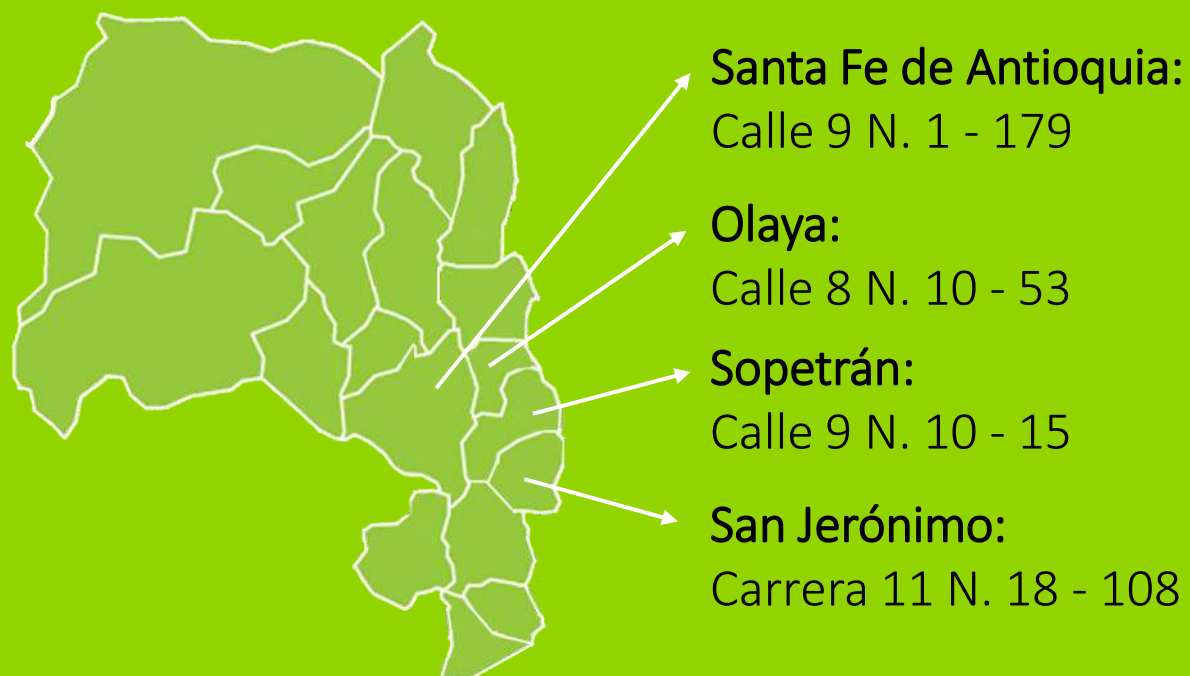 Santa Fe de Antioquia:
Calle 9 N. 1 - 179
Olaya:
Calle 8 N. 10 - 53
Sopetrán:
Calle 9 N. 10 - 15
San Jerónimo:
Carrera 11 N. 18 - 108